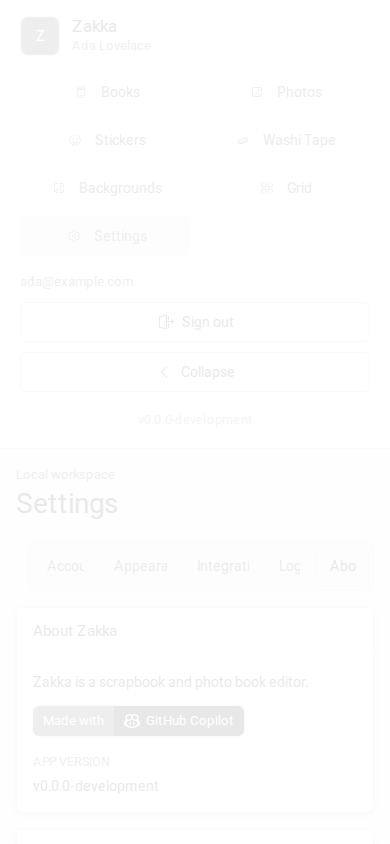 Z
Zakka
Ada Lovelace
Books
Photos
Stickers
Washi Tape
Backgrounds
Grid
Settings
ada@example.com
Sign out
Collapse
v0.0.0-development
Local workspace
Settings
Accou
Appeara
Integrati
Log
Abo
About Zakka
Zakka is a scrapbook and photo book editor.
Made with GitHub Copilot
APP VERSION
v0.0.0-development